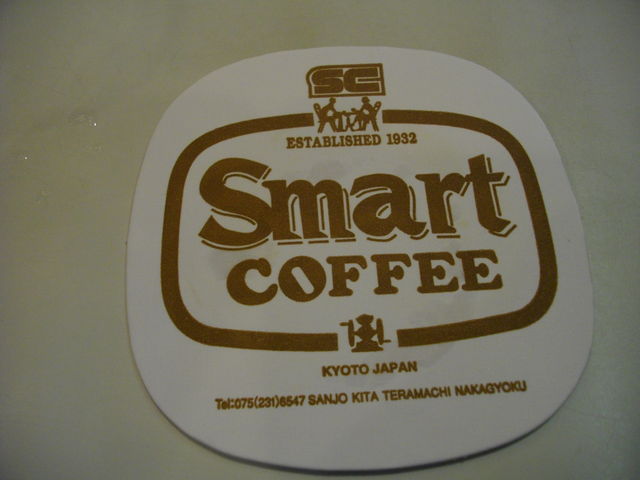 SC
ESTABLISHED 1932
Smart
COFFEE
KYOTO JAPAN
Tel:075(231)6547 SANJO KITA TERAMACHI NAKAGYOKU